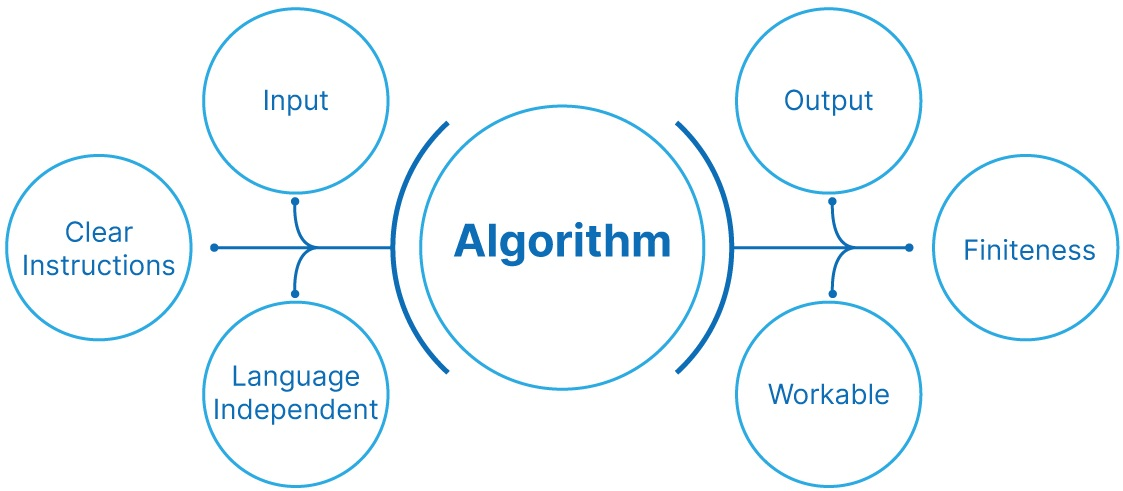 Input
Output
Clear
Instructions
Algorithm
Finiteness
Language
Independent
Workable